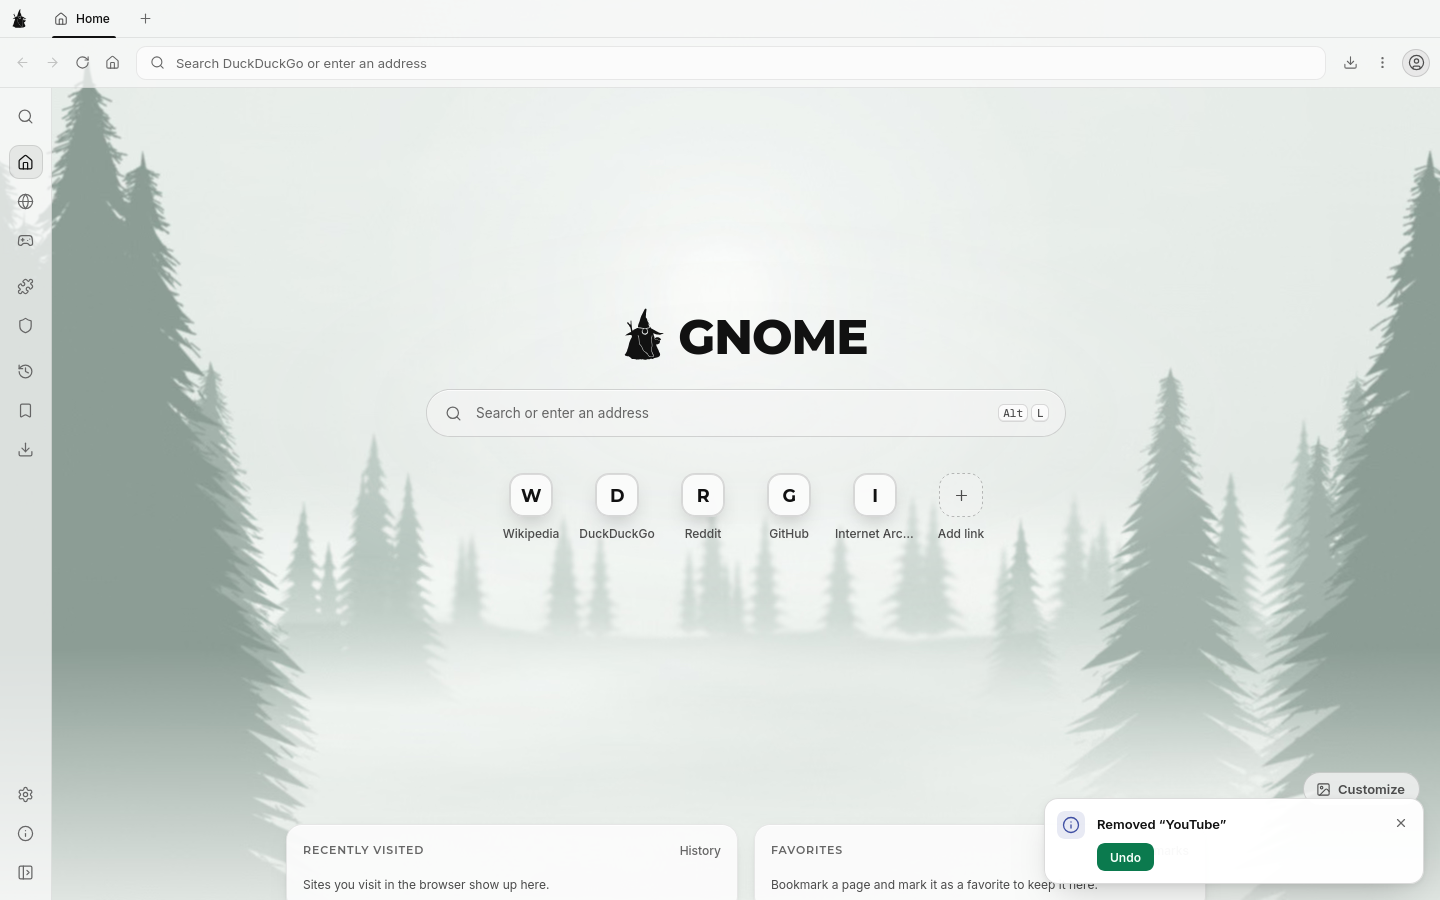 Home
Search DuckDuckGo or enter an address
GNOME
Search or enter an address
Alt L
W D R G I
Wikipedia DuckDuckGo Reddit GitHub Internet Arc... Add link
Customize
Removed “YouTube”
Undo
RECENTLY VISITED History
Sites you visit in the browser show up here.
FAVORITES
Bookmark a page and mark it as a favorite to keep it here.